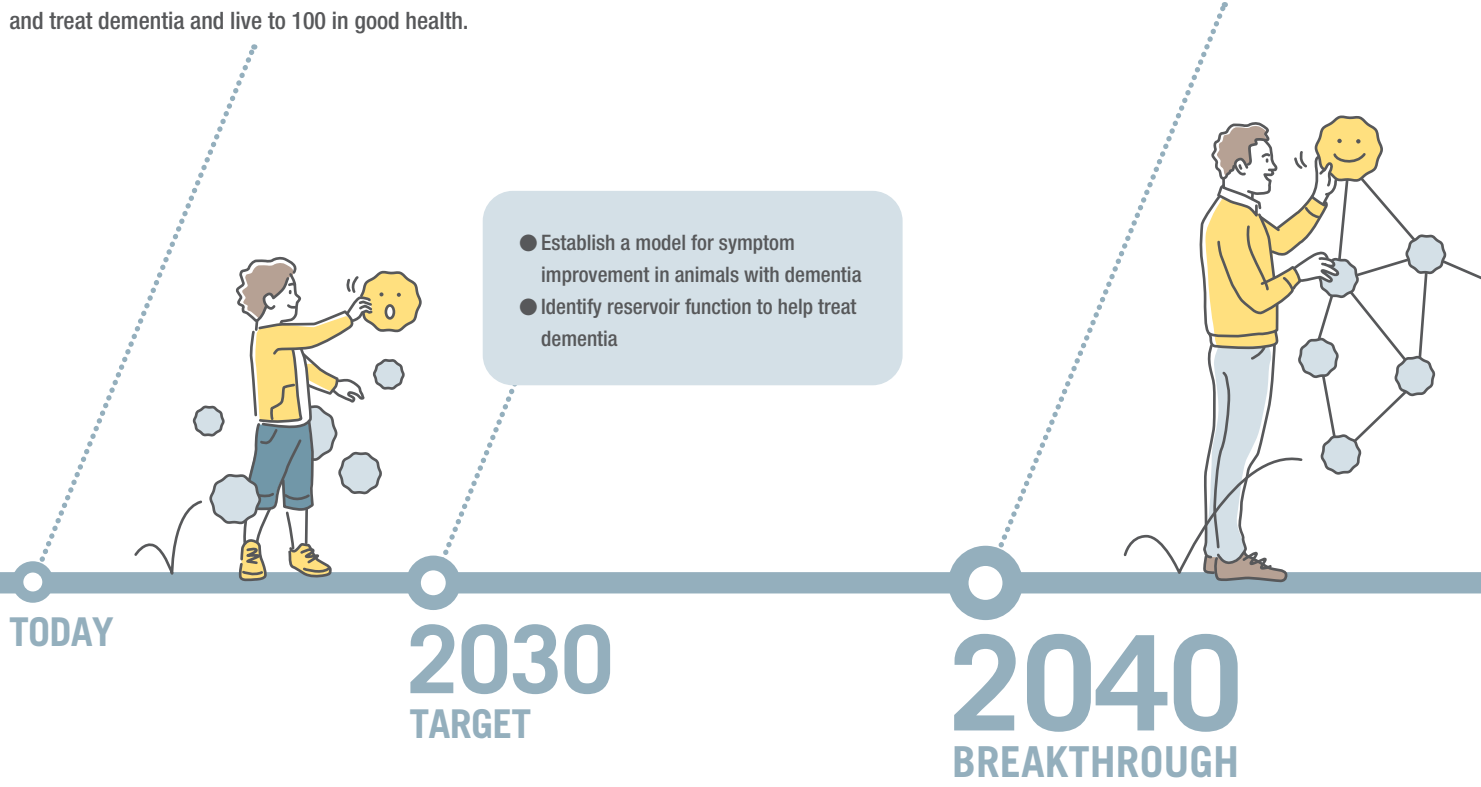 and treat dementia and live to 100 in good health.
● Establish a model for symptom
improvement in animals with dementia
● Identify reservoir function to help treat
dementia
TODAY
2030
TARGET
2040
BREAKTHROUGH